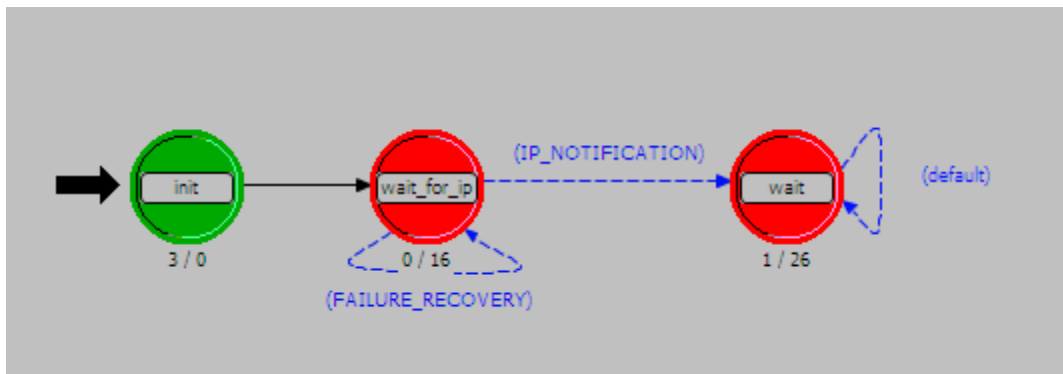 init
3 / 0
wait_for_ip
0 / 16
(FAILURE_RECOVERY)
(IP_NOTIFICATION)
wait
1 / 26
(default)